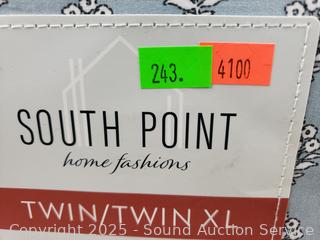 243.
4100
SOUTH POINT
home fashions
TWIN/TWIN XL
Copyright 2025 - Sound Auction Service